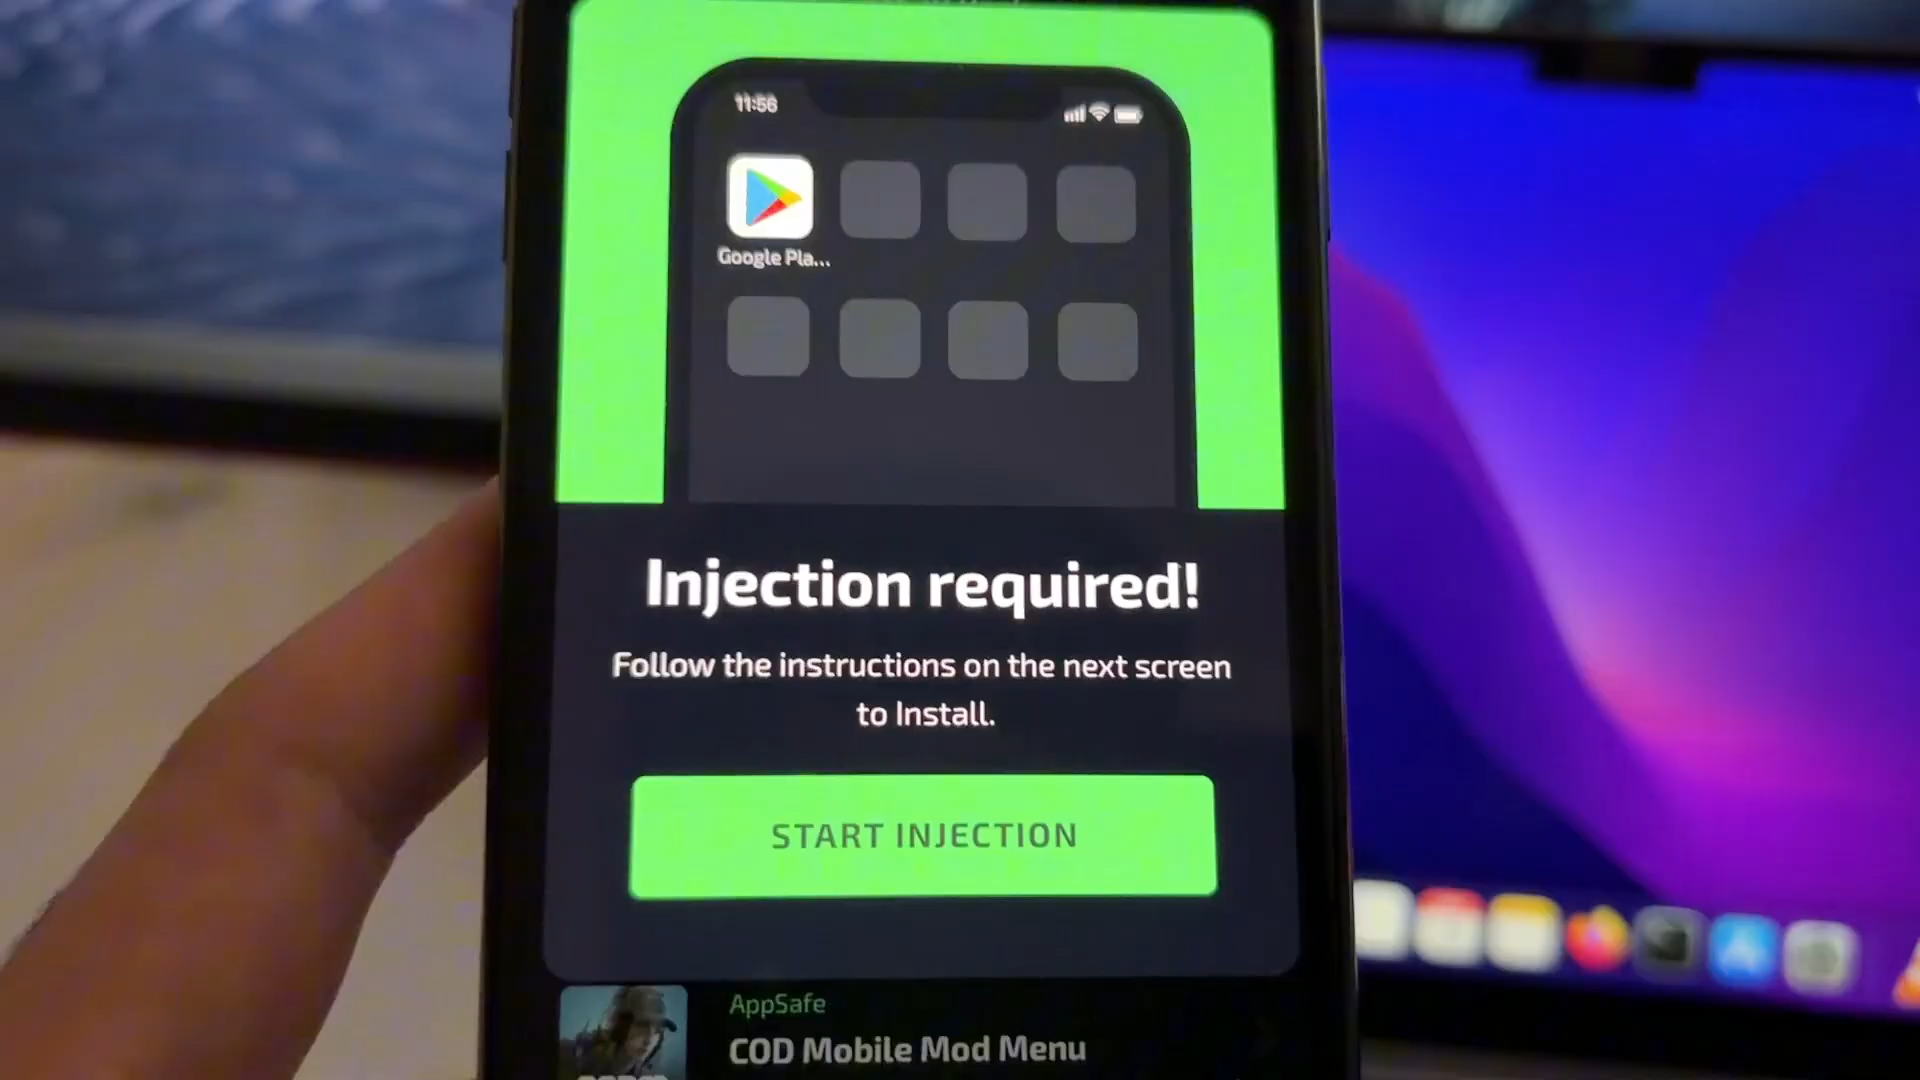 11:56
Google Pla...
Injection required!
Follow the instructions on the next screen
to Install.
START INJECTION
AppSafe
COD Mobile Mod Menu